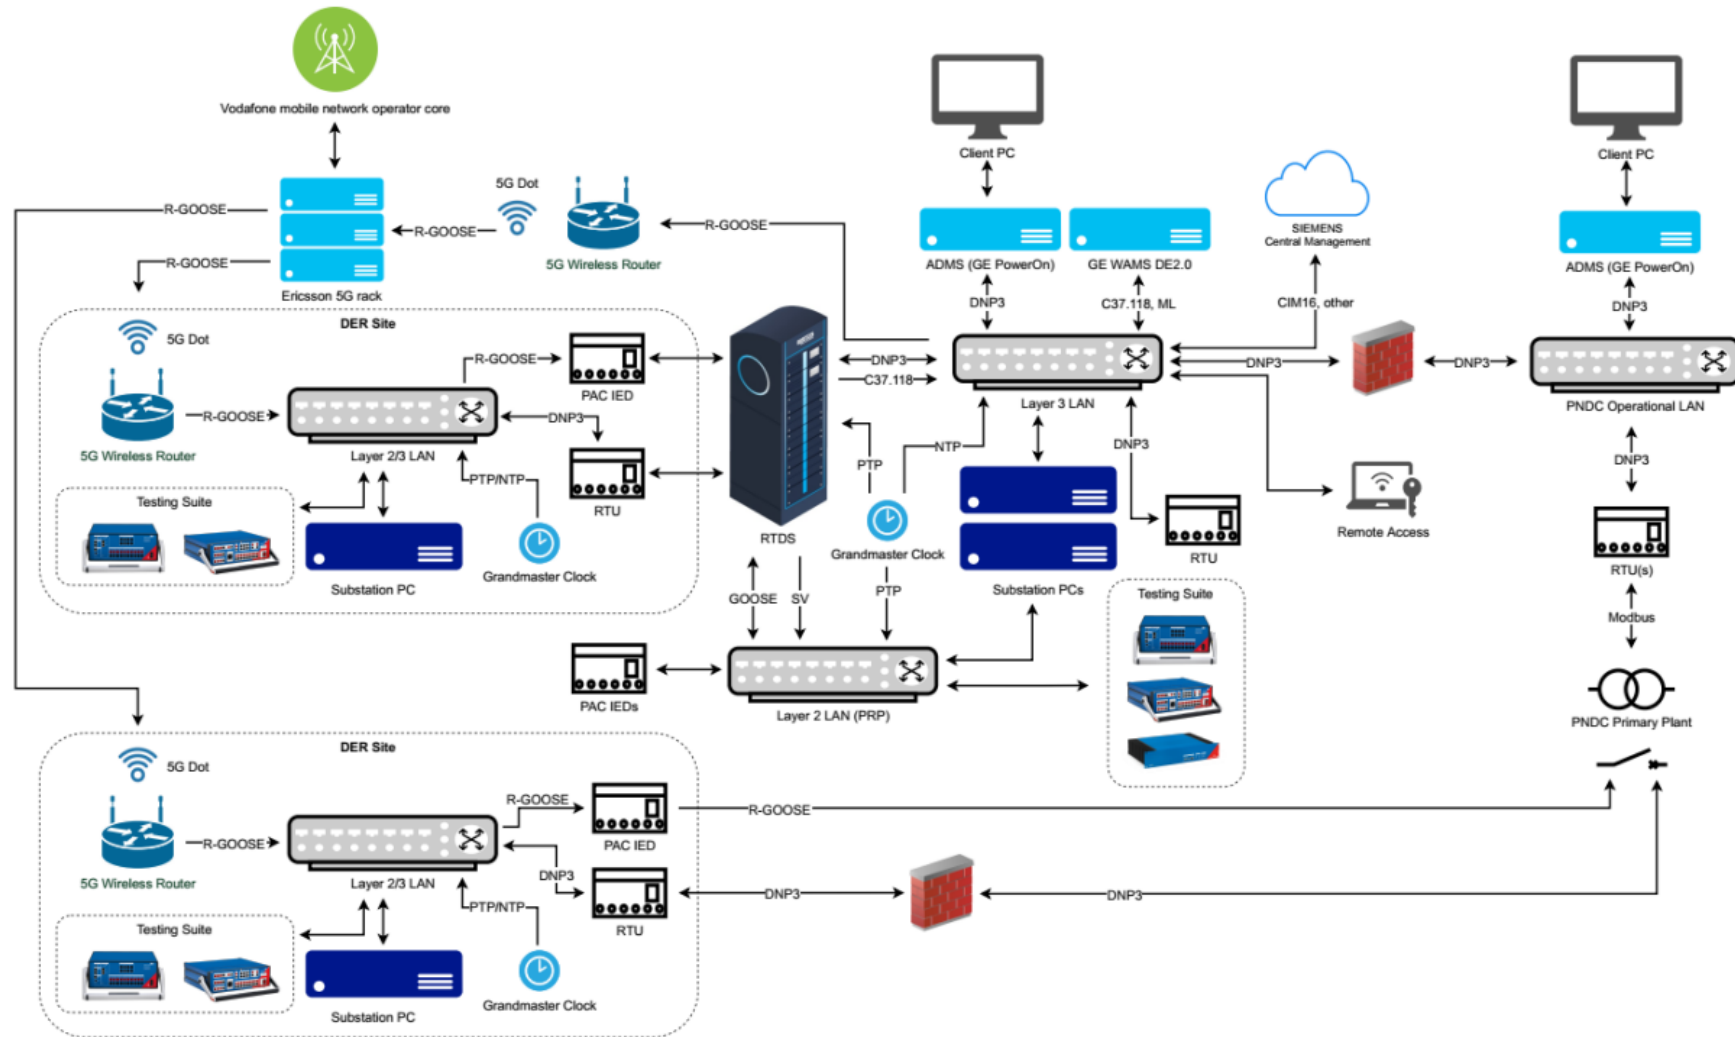 Vodafone mobile network operator core
Client PC
Client PC
5G Dot
R-GOOSE
R-GOOSE
R-GOOSE
5G Wireless Router
R-GOOSE
Ericsson 5G rack
ADMS (GE PowerOn)
GE WAMS DE2.0
SIEMENS
Central Management
ADMS (GE PowerOn)
DNP3
C37.118, ML
CIM16, other
DNP3
DER Site
5G Dot
R-GOOSE
PAC IED
R-GOOSE
5G Wireless Router
Layer 2/3 LAN
DNP3
PTP/NTP
RTU
Testing Suite
Substation PC
Grandmaster Clock
RTDS
DNP3
C37.118
Layer 3 LAN
DNP3
DNP3
PNDC Operational LAN
PTP
NTP
DNP3
DNP3
Grandmaster Clock
RTU
Remote Access
RTU(s)
GOOSE
SV
PTP
Substation PCs
Testing Suite
Modbus
PAC IEDs
Layer 2 LAN (PRP)
PNDC Primary Plant
DER Site
5G Dot
R-GOOSE
PAC IED
R-GOOSE
R-GOOSE
5G Wireless Router
Layer 2/3 LAN
DNP3
PTP/NTP
RTU
DNP3
DNP3
Testing Suite
Substation PC
Grandmaster Clock